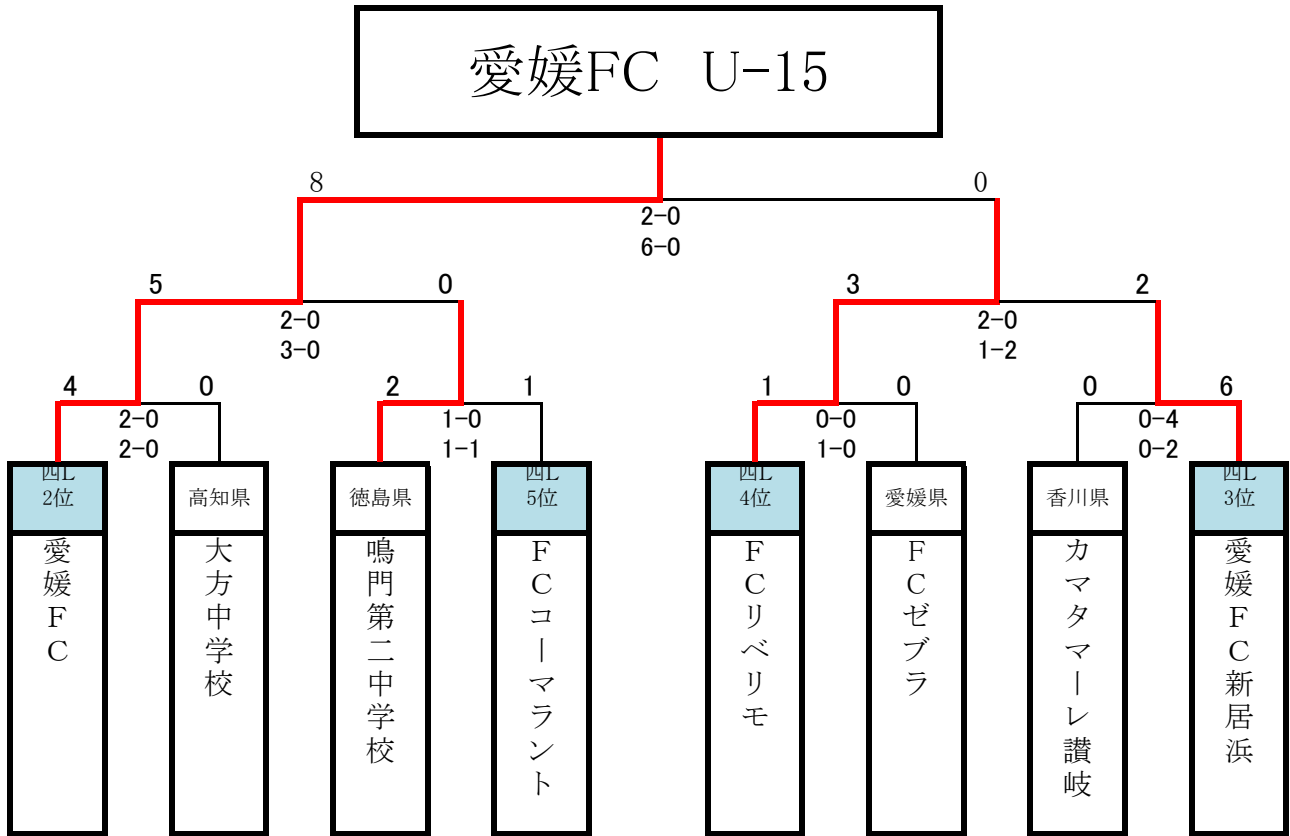 愛媛FC　U-15
8
0
2-0
6-0
5
0
3
2
2-0
3-0
2-0
1-2
4
0
2
1
1
0
0
6
2-0
2-0
1-0
1-1
0-0
1-0
0-4
0-2
四L
2位
高知県
徳島県
四L
5位
四L
4位
愛媛県
香川県
四L
3位
愛媛FC
大方中学校
鳴門第二中学校
FCコーマラント
FCリベリモ
FCゼブラ
カマタマーレ讃岐
愛媛FC新居浜